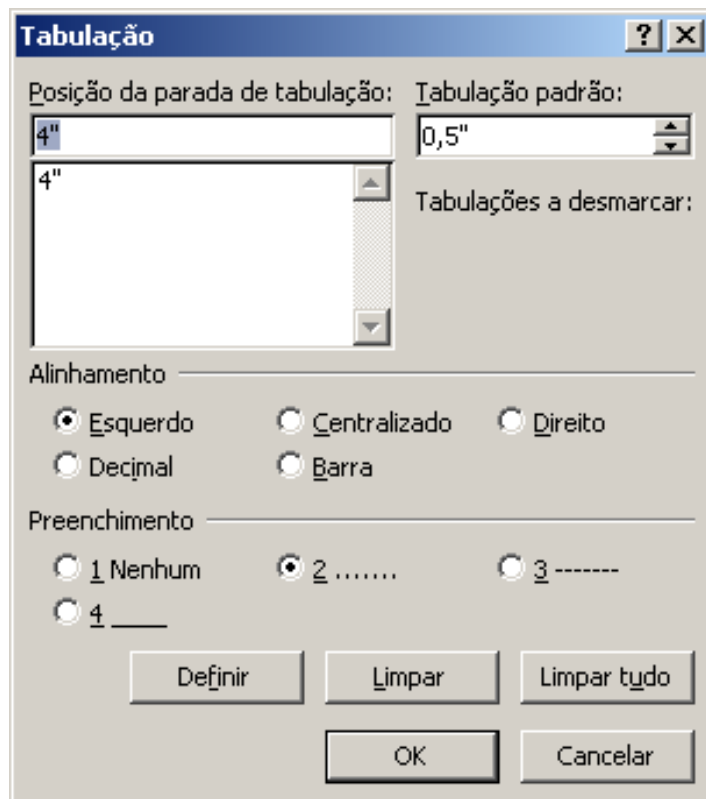 Tabulação
Posição da parada de tabulação: Tabulação padrão:
4" 0,5"
4"
Tabulações a desmarcar:
Alinhamento
Esquerdo Centralizado Direito
Decimal Barra
Preenchimento
1 Nenhum 2 ....... 3 -------
4 ____
Definir Limpar Limpar tudo
OK Cancelar